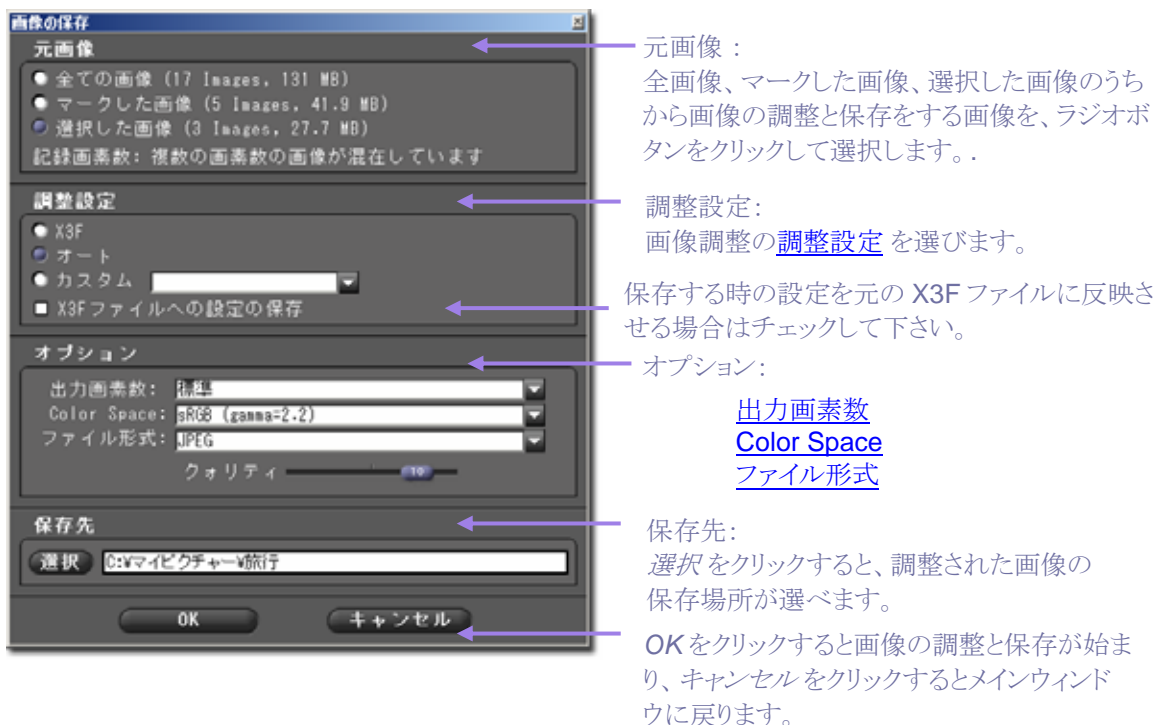 画像の保存
元画像
全ての画像 (17 Images, 131 MB)
マークした画像 (5 Images, 41.9 MB)
選択した画像 (3 Images, 27.7 MB)
記録画素数: 複数の画素数の画像が混在しています
調整設定
X3F
オート
カスタム
X3Fファイルへの設定の保存
オプション
出力画素数: 標準
Color Space: sRGB (gamma=2.2)
ファイル形式: JPEG
クォリティ 10
保存先
選択 C:¥マイピクチャー¥旅行
OK キャンセル
元画像 :
全画像、マークした画像、選択した画像のうち
から画像の調整と保存をする画像を、ラジオボ
タンをクリックして選択します。.
調整設定:
画像調整の調整設定 を選びます。
保存する時の設定を元の X3F ファイルに反映さ
せる場合はチェックして下さい。
オプション:
出力画素数
Color Space
ファイル形式
保存先:
選択 をクリックすると、調整された画像の
保存場所が選べます。
OK をクリックすると画像の調整と保存が始ま
り、キャンセル をクリックするとメインウィンド
ウに戻ります。